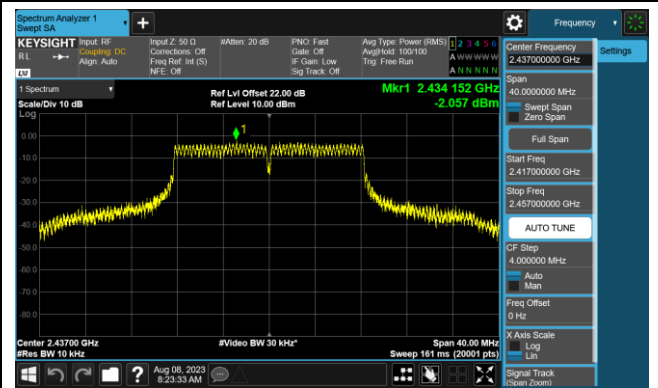 Spectrum Analyzer 1
Swept SA
Frequency
KEYSIGHT
RL
LXI
Input: RF
Coupling: DC
Align: Auto
Input Z: 50 Ω
Corrections: Off
Freq Ref: Int (S)
NFE: Off
#Atten: 20 dB
PNO: Fast
Gate: Off
IF Gain: Low
Sig Track: Off
Avg Type: Power (RMS)
Avg|Hold: 100/100
Trig: Free Run
1 2 3 4 5 6
A W W W W W
A N N N N N
1 Spectrum
Scale/Div 10 dB
Log
Ref Lvl Offset 22.00 dB
Ref Level 10.00 dBm
Mkr1 2.434 152 GHz
-2.057 dBm
1
0.00
-10.0
-20.0
-30.0
-40.0
-50.0
-60.0
-70.0
-80.0
Center 2.43700 GHz
#Res BW 10 kHz
#Video BW 30 kHz*
Span 40.00 MHz
Sweep 161 ms (20001 pts)
Center Frequency
2.437000000 GHz
Span
40.0000000 MHz
Swept Span
Zero Span
Full Span
Start Freq
2.417000000 GHz
Stop Freq
2.457000000 GHz
AUTO TUNE
CF Step
4.000000 MHz
Auto
Man
Freq Offset
0 Hz
X Axis Scale
Log
Lin
Signal Track
(Span Zoom)
Settings
?
Aug 08, 2023
8:23:33 AM